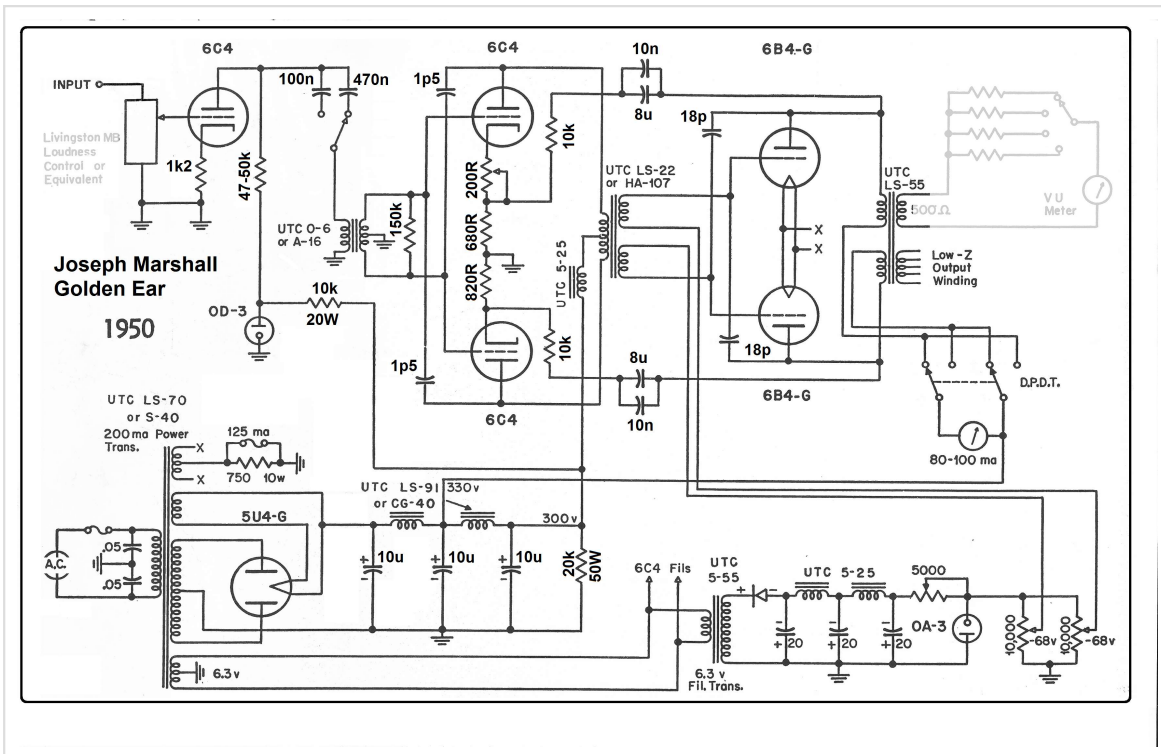 6C4
6C4
6B4-G
INPUT
Livingston MB
Loudness
Control or
Equivalent
1k2
47-50k
100n
470n
1p5
200R
680R
820R
10k
10n
8u
18p
UTC LS-22
or HA-107
UTC
LS-55
500Ω
VU
Meter
UTC O-6
or A-16
150k
UTC 5-25
X
X
Low-Z
Output
Winding
Joseph Marshall
Golden Ear
1950
OD-3
10k
20W
1p5
10k
6C4
8u
10n
18p
6B4-G
D.P.D.T.
80-100 ma
UTC LS-70
or S-40
200ma Power
Trans.
X
X
125 ma
750 10w
UTC LS-91
or CG-40
330v
300v
5U4-G
A.C.
.05
.05
+
-
10u
+
-
10u
+
-
10u
20k
50W
6.3v
6C4 Fils
UTC
5-55
6.3v
Fil. Trans.
+
-
UTC 5-25
5000
-
+
20
-
+
20
-
+
20
OA-3
10,000
-68v
10,000
-68v